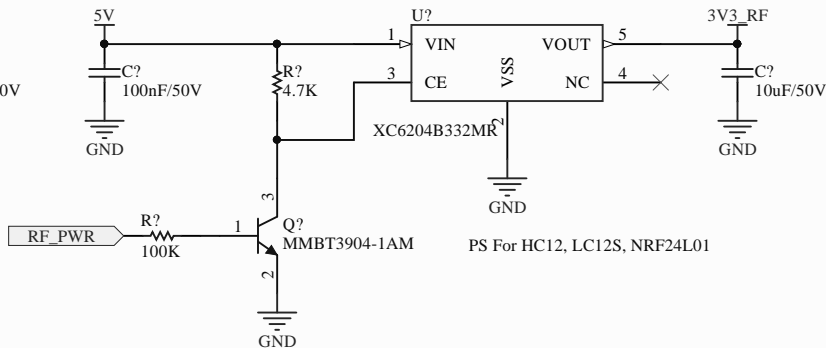 5V
U?
3V3_RF
1
VIN
VOUT
5
C?
100nF/50V
R?
4.7K
3
CE
VSS
NC
4
C?
10uF/50V
0V
XC6204B332MR
2
GND
GND
GND
3
R?
1
Q?
RF_PWR
MMBT3904-1AM
100K
PS For HC12, LC12S, NRF24L01
2
GND